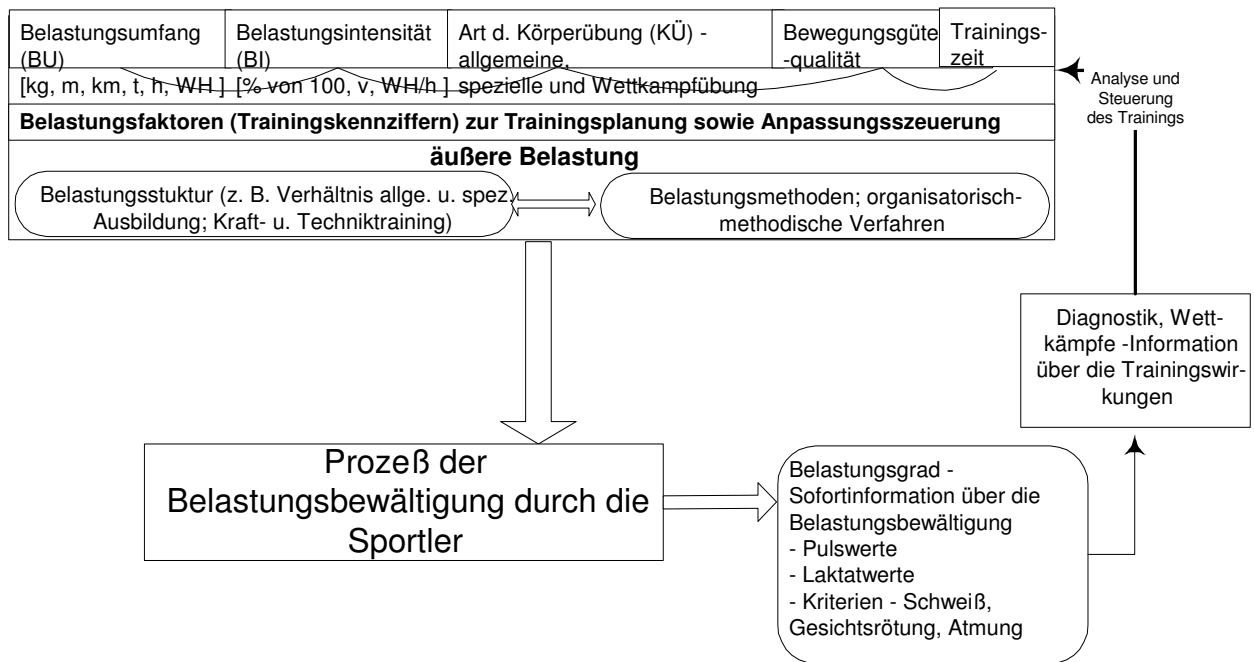 Belastungsumfang
(BU)
[kg, m, km, t, h, WH ]
Belastungsintensität
(BI)
[% von 100, v, WH/h ]
Art d. Körperübung (KÜ) -
allgemeine,
spezielle und Wettkampfübung
Bewegungsgüte
-qualität
Trainings-
zeit
Belastungsfaktoren (Trainingskennziffern) zur Trainingsplanung sowie Anpassungsszeuerung
äußere Belastung
Belastungsstuktur (z. B. Verhältnis allge. u. spez.
Ausbildung; Kraft- u. Techniktraining)
Belastungsmethoden; organisatorisch-
methodische Verfahren
Analyse und
Steuerung
des Trainings
Diagnostik, Wett-
kämpfe -Information
über die Trainingswir-
kungen
Prozeß der
Belastungsbewältigung durch die
Sportler
Belastungsgrad -
Sofortinformation über die
Belastungsbewältigung
- Pulswerte
- Laktatwerte
- Kriterien - Schweiß,
Gesichtsrötung, Atmung